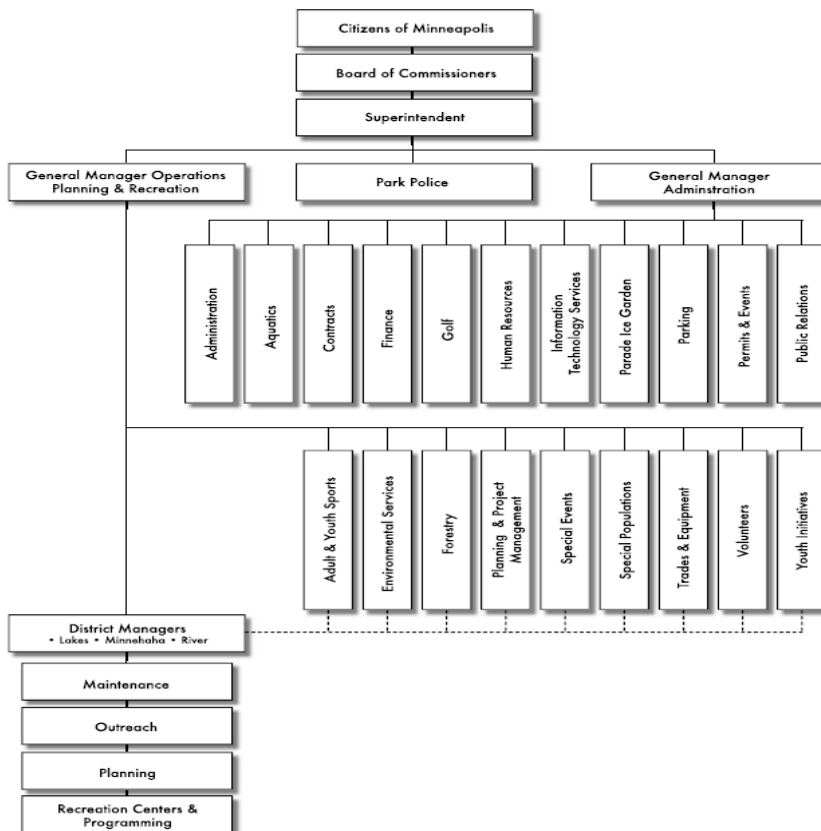 Citizens of Minneapolis
Board of Commissioners
Superintendent
General Manager Operations
Planning & Recreation
Park Police
General Manager
Adminstration
Administration
Aquatics
Contracts
Finance
Golf
Human Resources
Information
Technology Services
Parade Ice Garden
Parking
Permits & Events
Public Relations
Adult & Youth Sports
Environmental Services
Forestry
Planning & Project
Management
Special Events
Special Populations
Trades & Equipment
Volunteers
Youth Initiatives
District Managers
• Lakes • Minnehaha • River
Maintenance
Outreach
Planning
Recreation Centers &
Programming